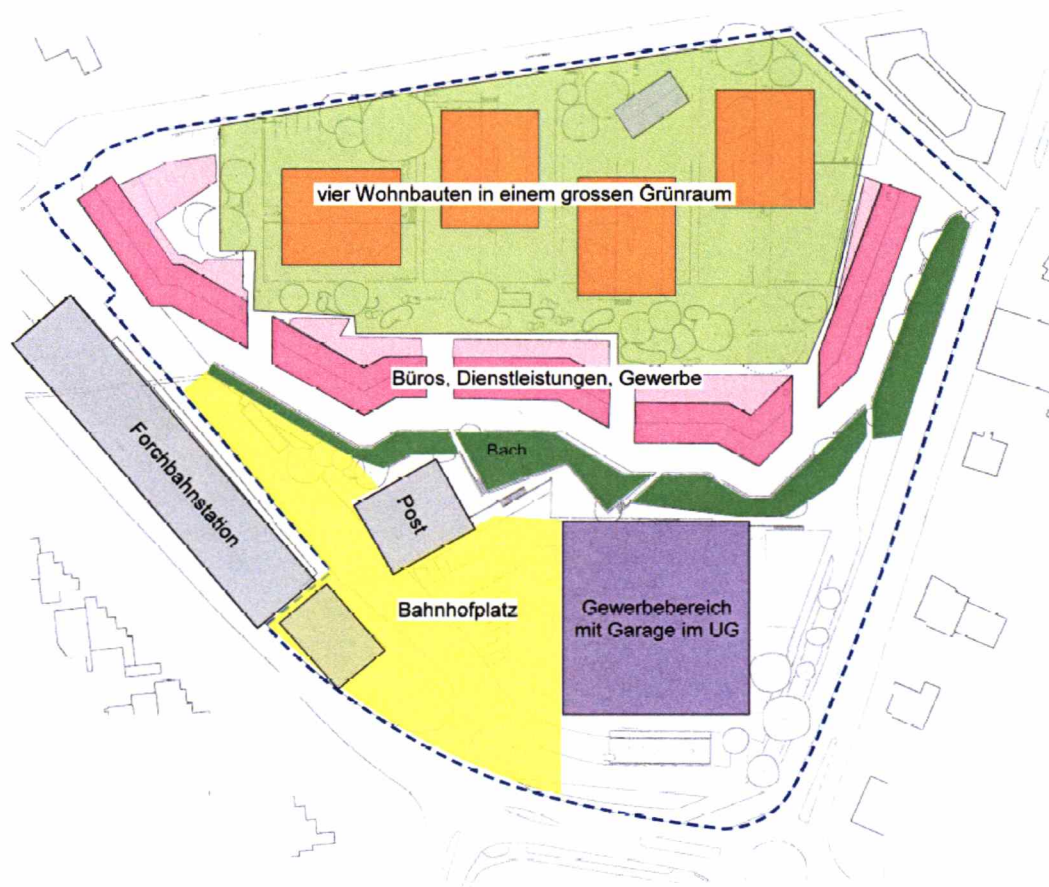 vier Wohnbauten in einem grossen Grünraum
Büros, Dienstleistungen, Gewerbe
Bach
Forchbahnstation
Post
Bahnhofplatz
Gewerbebereich
mit Garage im UG